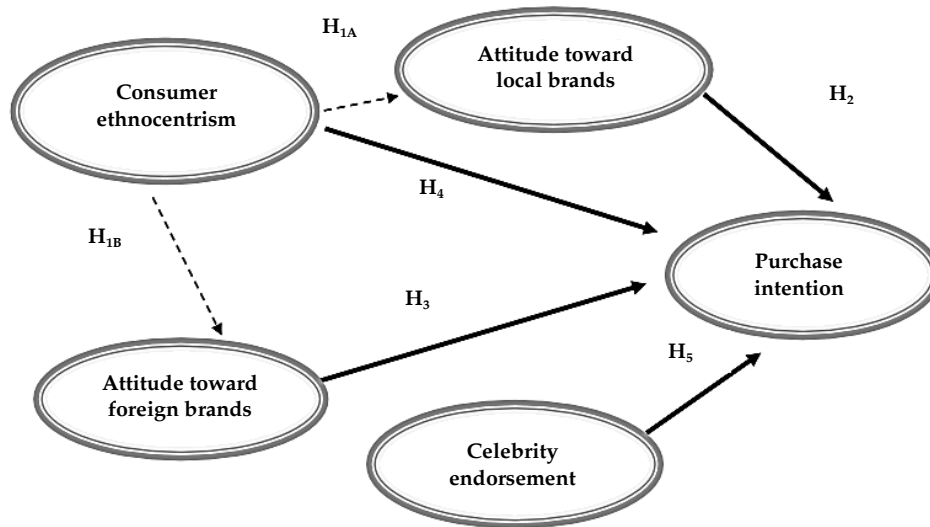 H1A
Attitude toward
local brands
Consumer
ethnocentrism
H2
H4
H1B
Purchase
intention
H3
H5
Attitude toward
foreign brands
Celebrity
endorsement